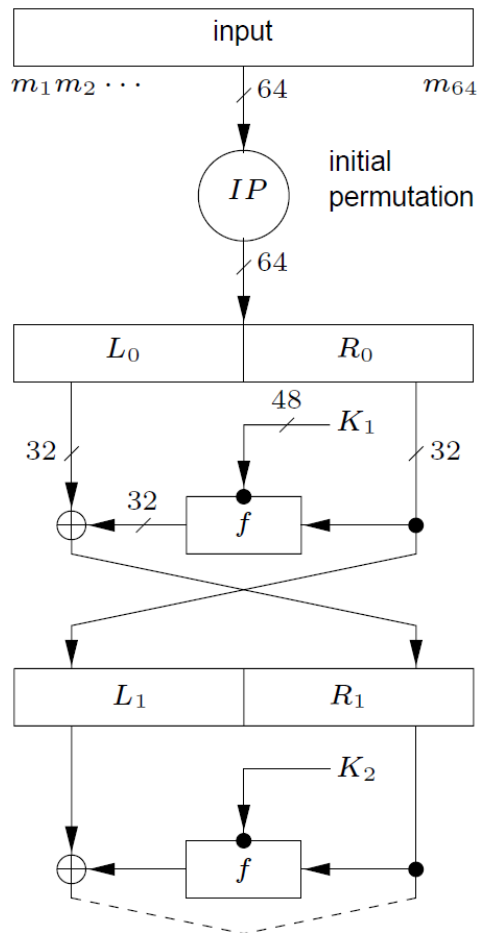 input
m₁m₂ ⋯ m₆₄
64
initial
IP
permutation
64
L₀ R₀
48
K₁
32 32
32
f
L₁ R₁
K₂
f